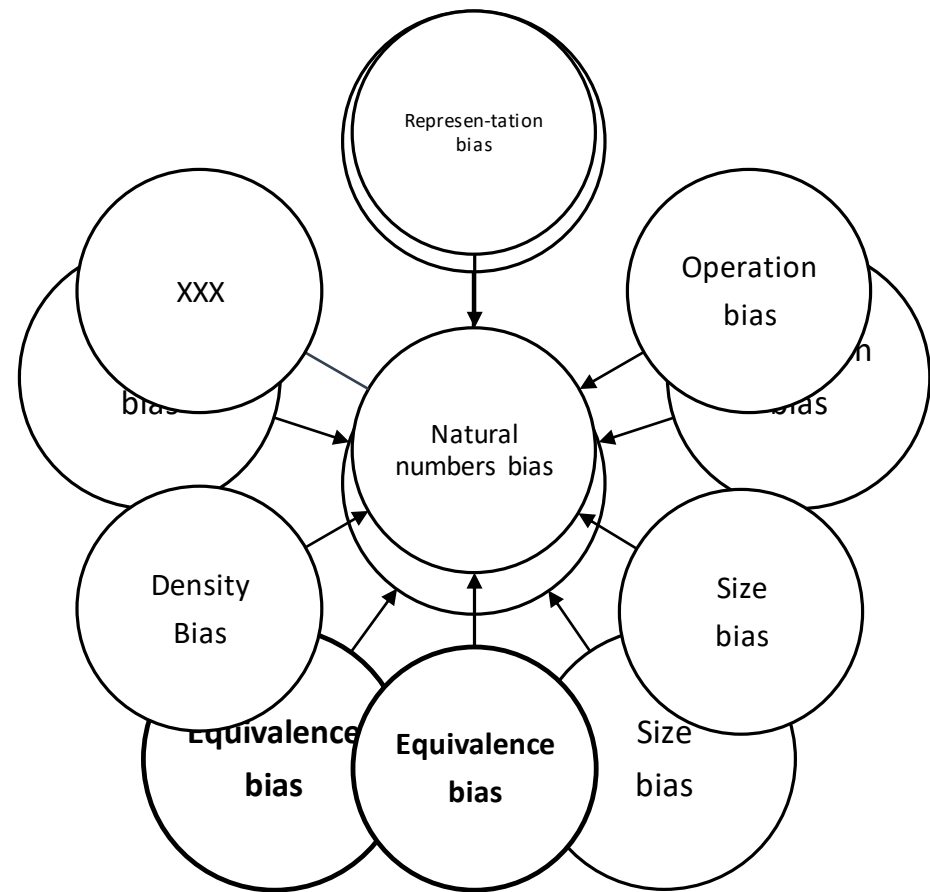 Represen-tation
bias
Operation
bias
XXX
Natural
numbers bias
Density
Bias
Size
bias
Equivalence
bias
Equivalence
bias
Size
bias